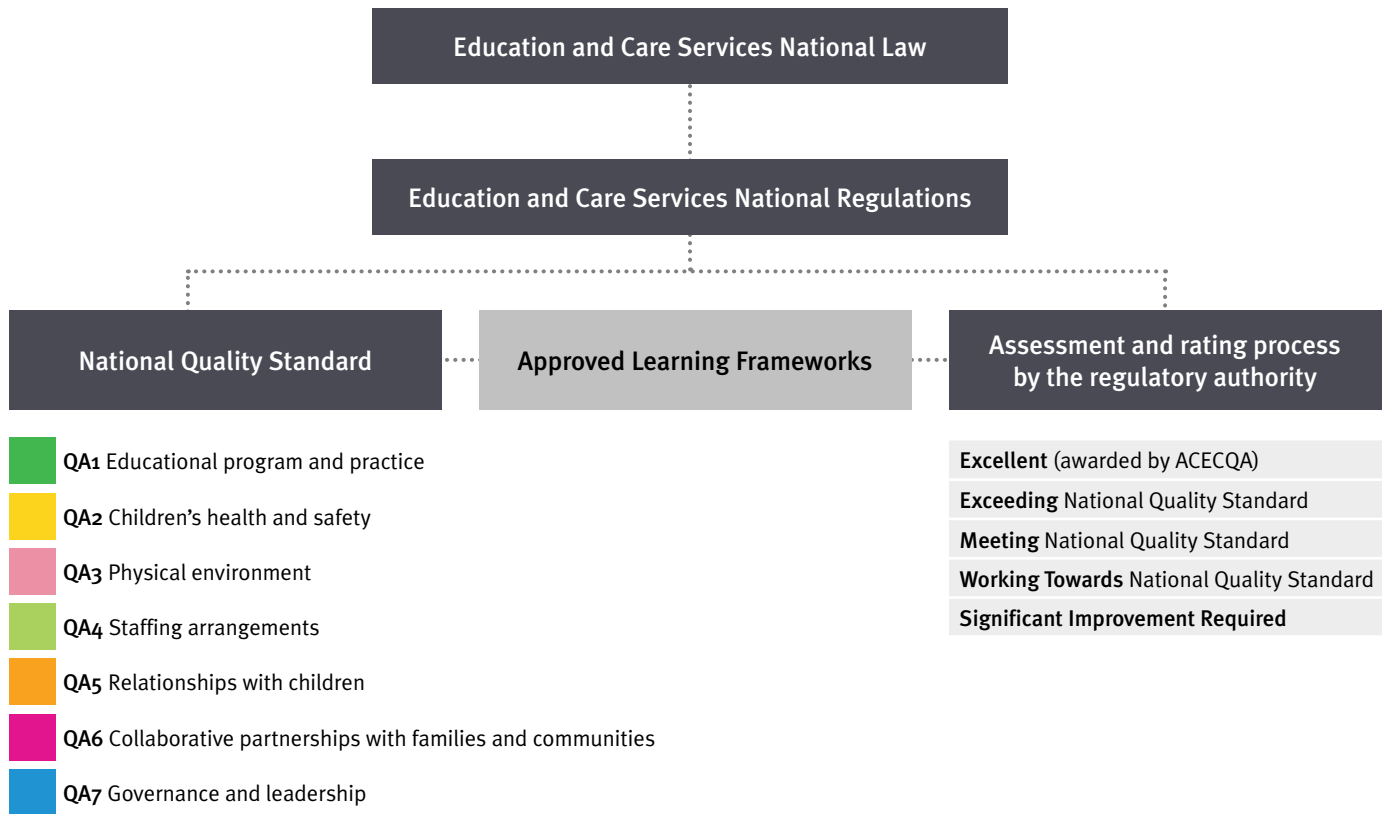 Education and Care Services National Law
Education and Care Services National Regulations
National Quality Standard
Approved Learning Frameworks
Assessment and rating process
by the regulatory authority
QA1 Educational program and practice
QA2 Children’s health and safety
QA3 Physical environment
QA4 Staffing arrangements
QA5 Relationships with children
QA6 Collaborative partnerships with families and communities
QA7 Governance and leadership
Excellent (awarded by ACECQA)
Exceeding National Quality Standard
Meeting National Quality Standard
Working Towards National Quality Standard
Significant Improvement Required